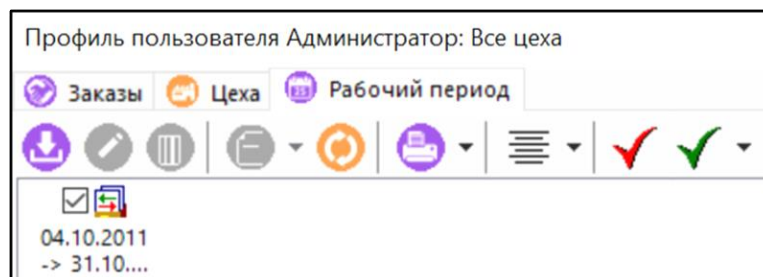 Профиль пользователя Администратор: Все цеха
Заказы Цеха Рабочий период
04.10.2011
-> 31.10....